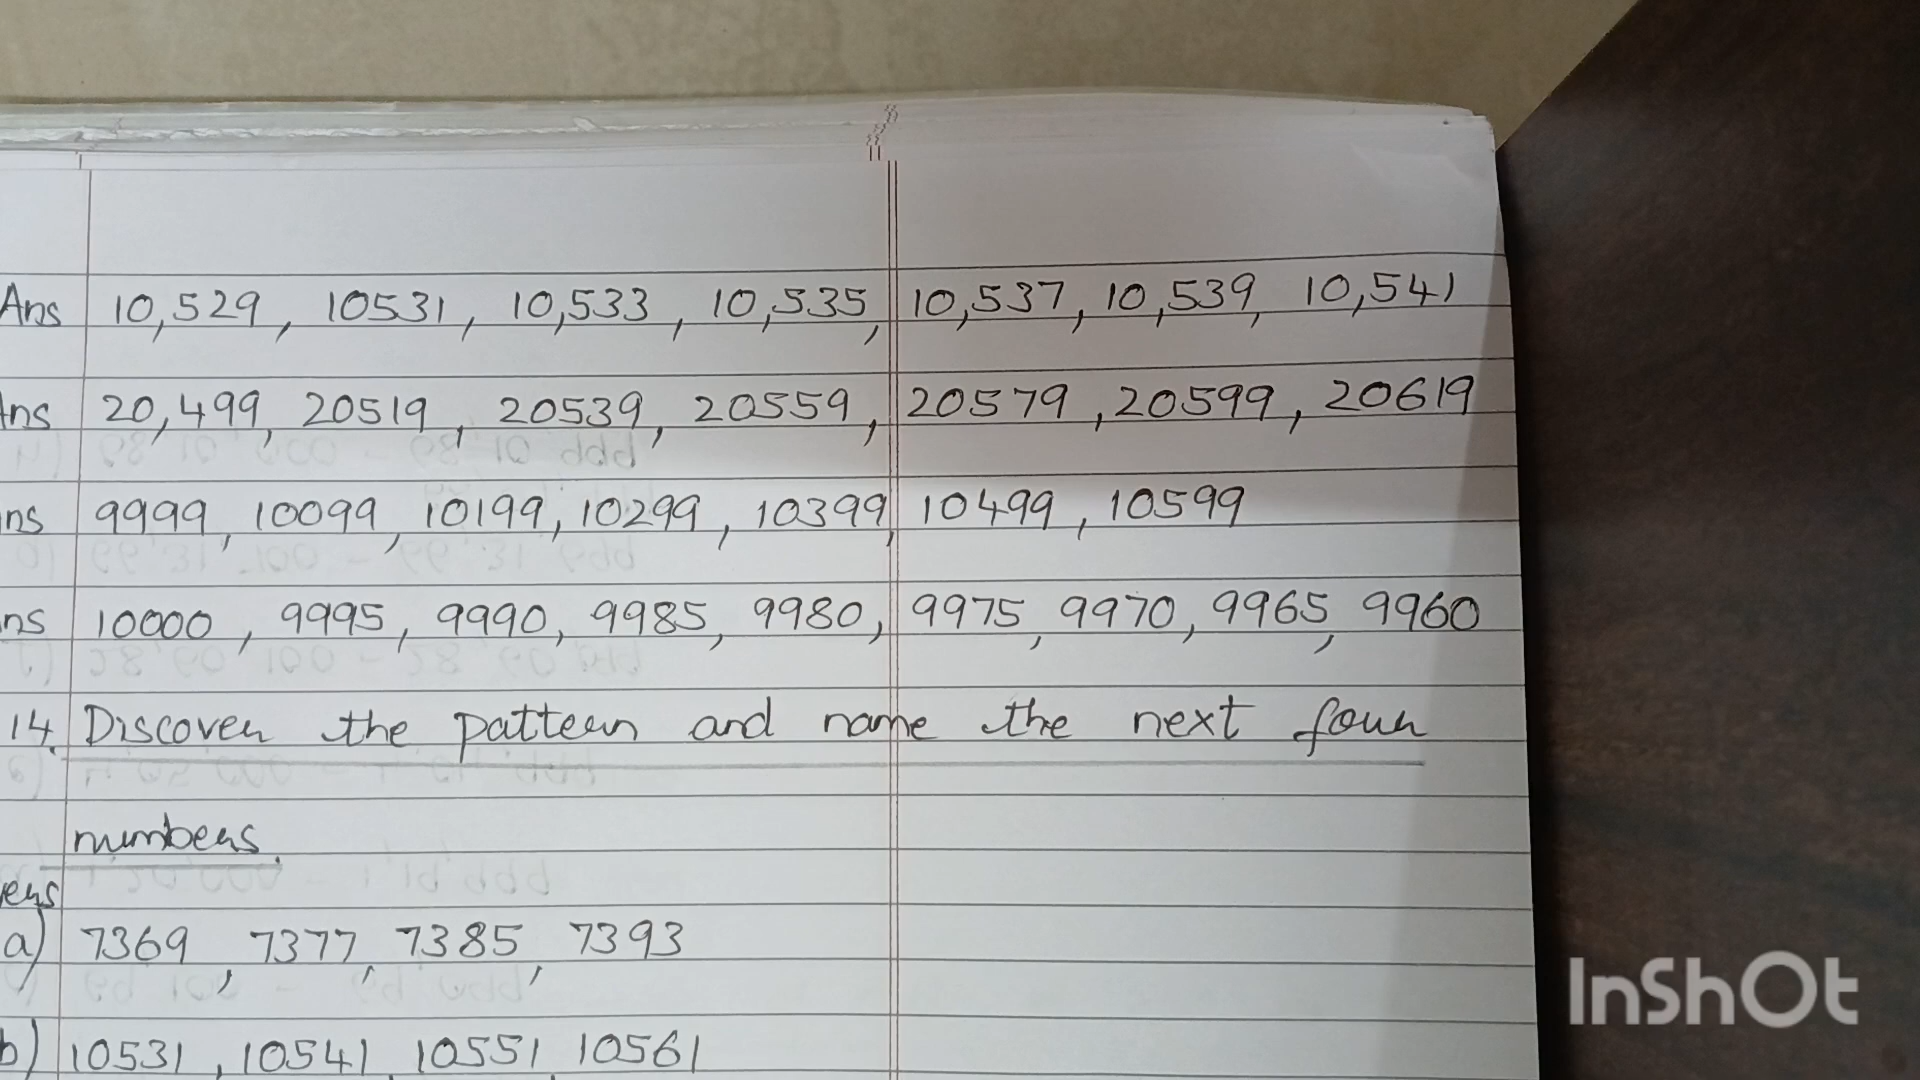 Ans 10,529, 10531, 10,533, 10,535, 10,537, 10,539, 10,541
Ans 20,499, 20519, 20539, 20559, 20579, 20599, 20619
ns 9999, 10099, 10199, 10299, 10399, 10499, 10599
ns 10000, 9995, 9990, 9985, 9980, 9975, 9970, 9965, 9960
14. Discover the pattern and name the next four
numbers.
a) 7369, 7377, 7385, 7393
b) 10531, 10541, 10551, 10561
InShOt